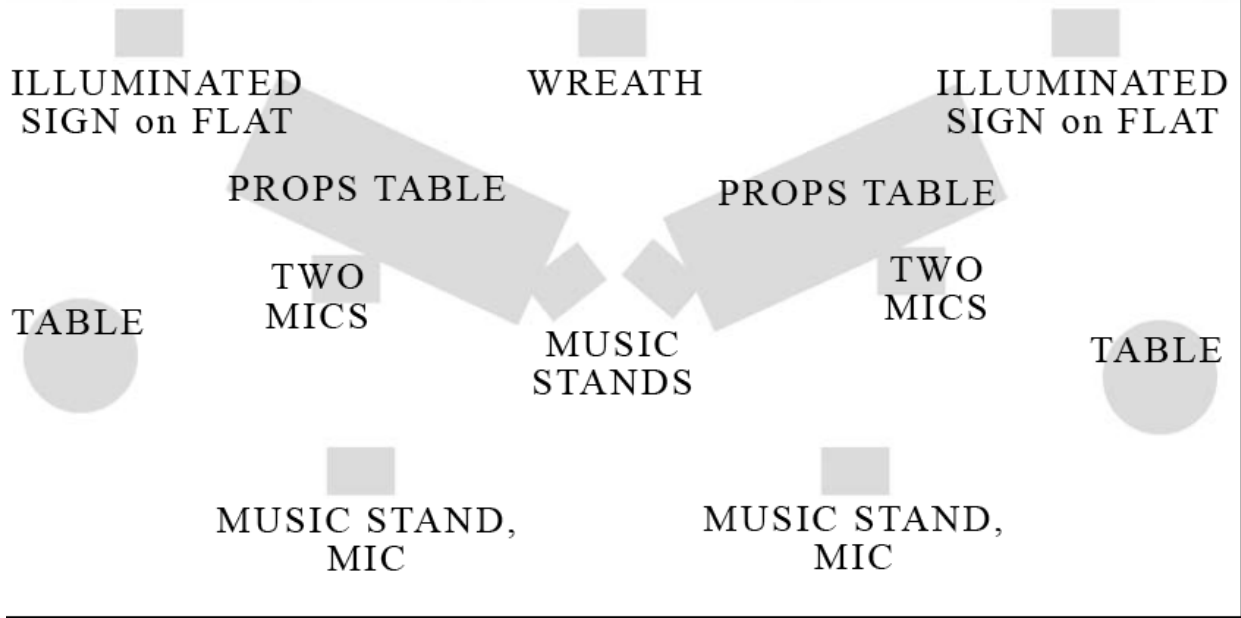 ILLUMINATED
SIGN on FLAT
WREATH
ILLUMINATED
SIGN on FLAT
PROPS TABLE
PROPS TABLE
TWO
MICS
TWO
MICS
TABLE
MUSIC
STANDS
TABLE
MUSIC STAND,
MIC
MUSIC STAND,
MIC